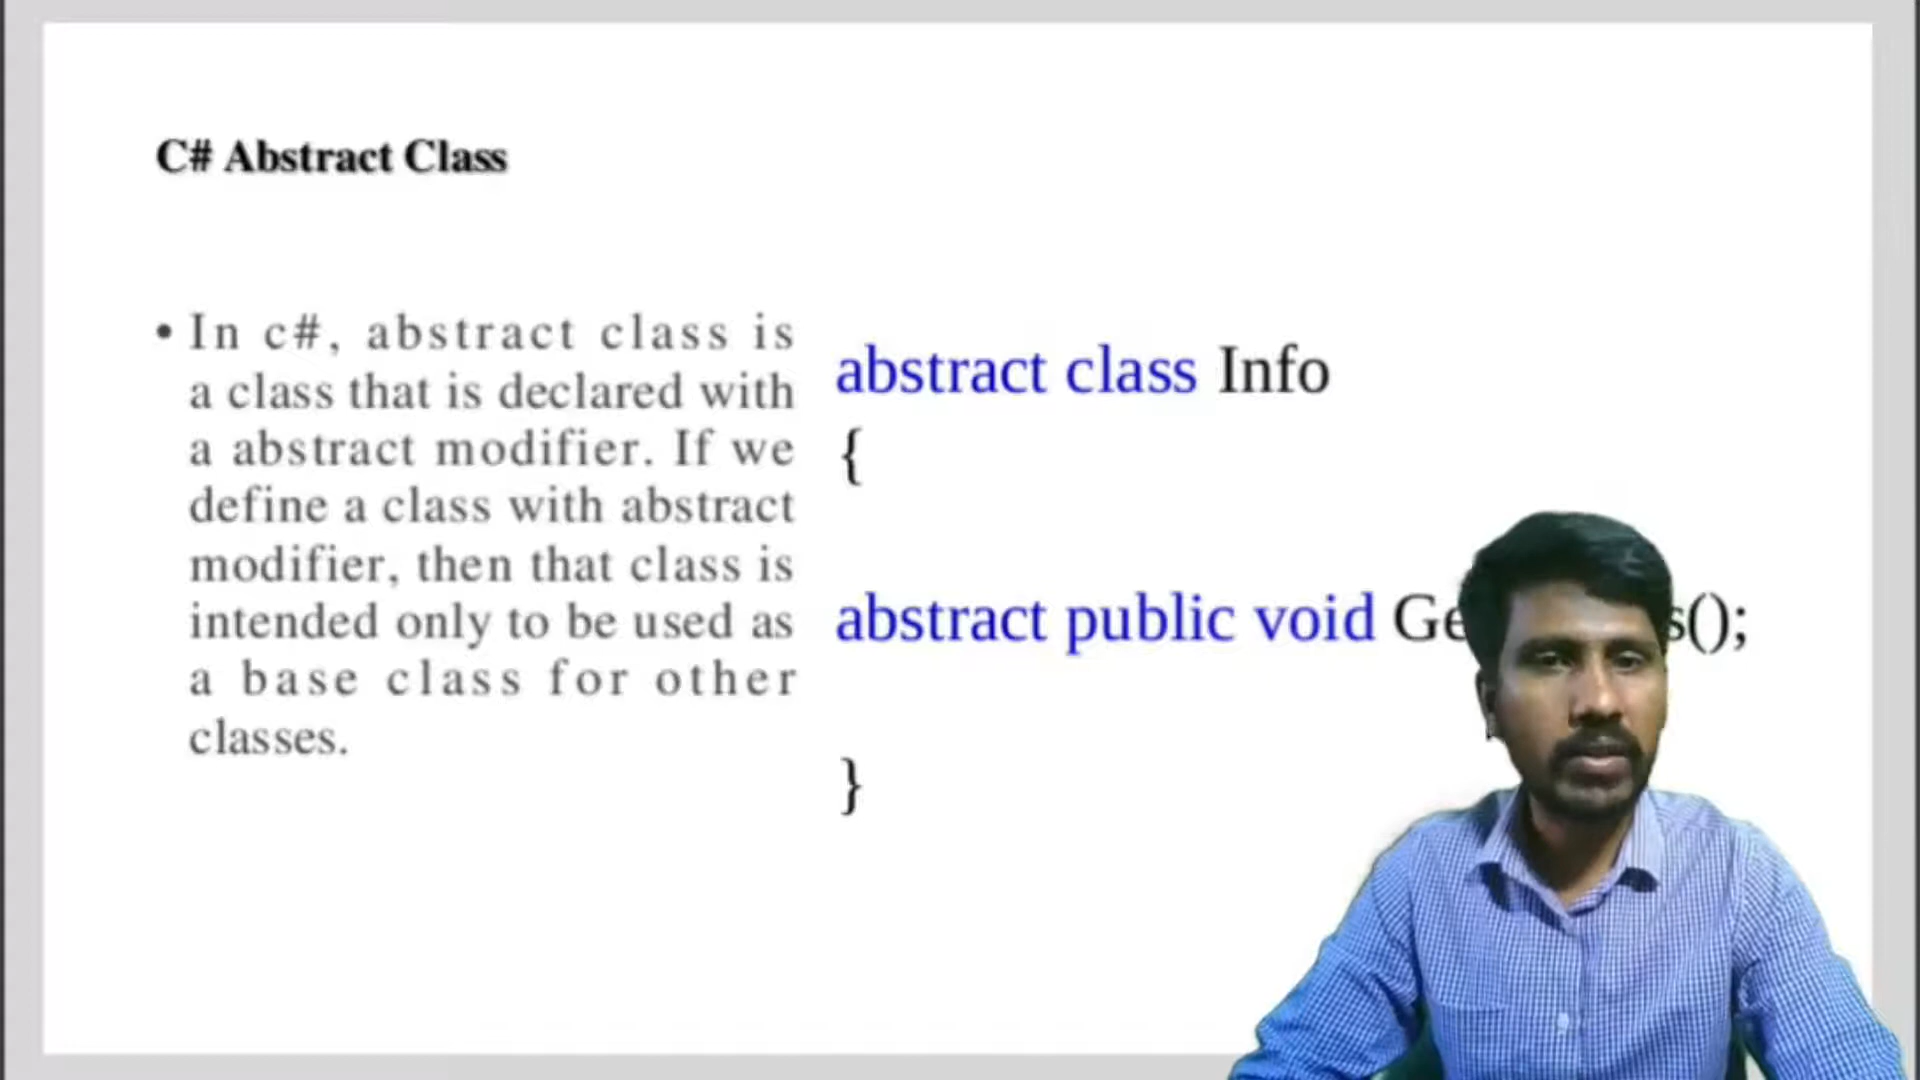 C# Abstract Class
• In c#, abstract class is
a class that is declared with
a abstract modifier. If we
define a class with abstract
modifier, then that class is
intended only to be used as
a base class for other
classes.
abstract class Info
{
abstract public void
}